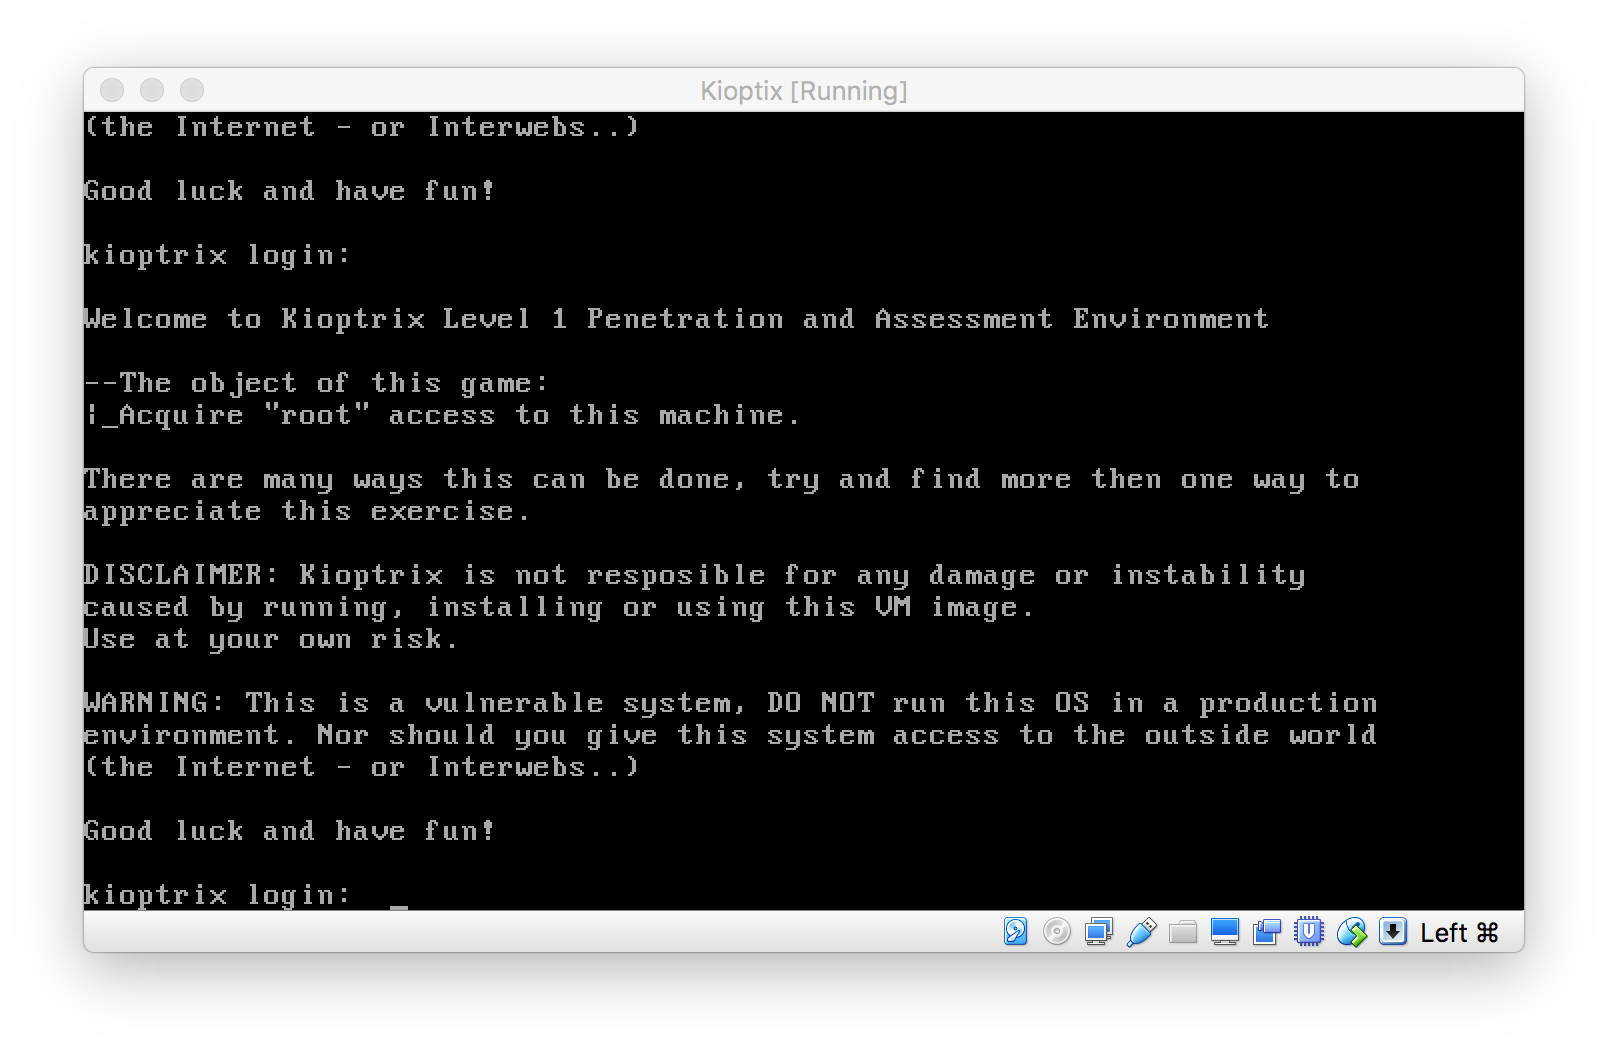 Kioptix [Running]
(the Internet - or Interwebs..)
Good luck and have fun!
kioptrix login:
Welcome to Kioptrix Level 1 Penetration and Assessment Environment
--The object of this game:
|_Acquire "root" access to this machine.
There are many ways this can be done, try and find more then one way to
appreciate this exercise.
DISCLAIMER: Kioptrix is not resposible for any damage or instability
caused by running, installing or using this VM image.
Use at your own risk.
WARNING: This is a vulnerable system, DO NOT run this OS in a production
environment. Nor should you give this system access to the outside world
(the Internet - or Interwebs..)
Good luck and have fun!
kioptrix login: _
Left ⌘